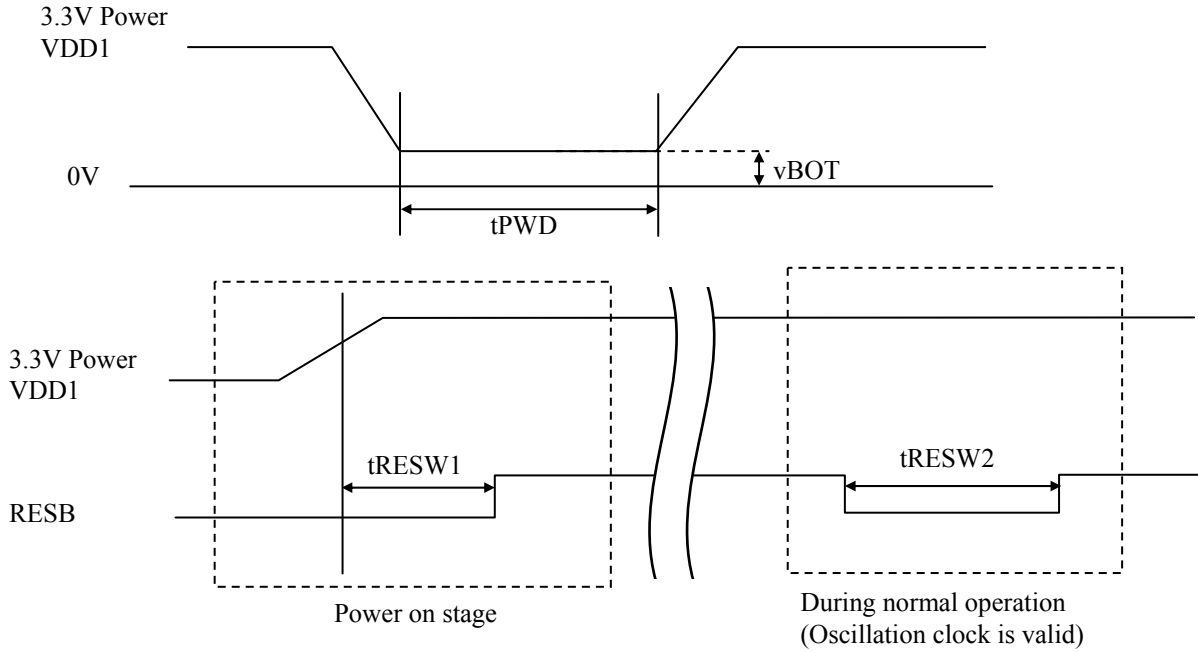 3.3V Power
VDD1
0V
vBOT
tPWD
3.3V Power
VDD1
tRESW1
tRESW2
RESB
Power on stage
During normal operation
(Oscillation clock is valid)